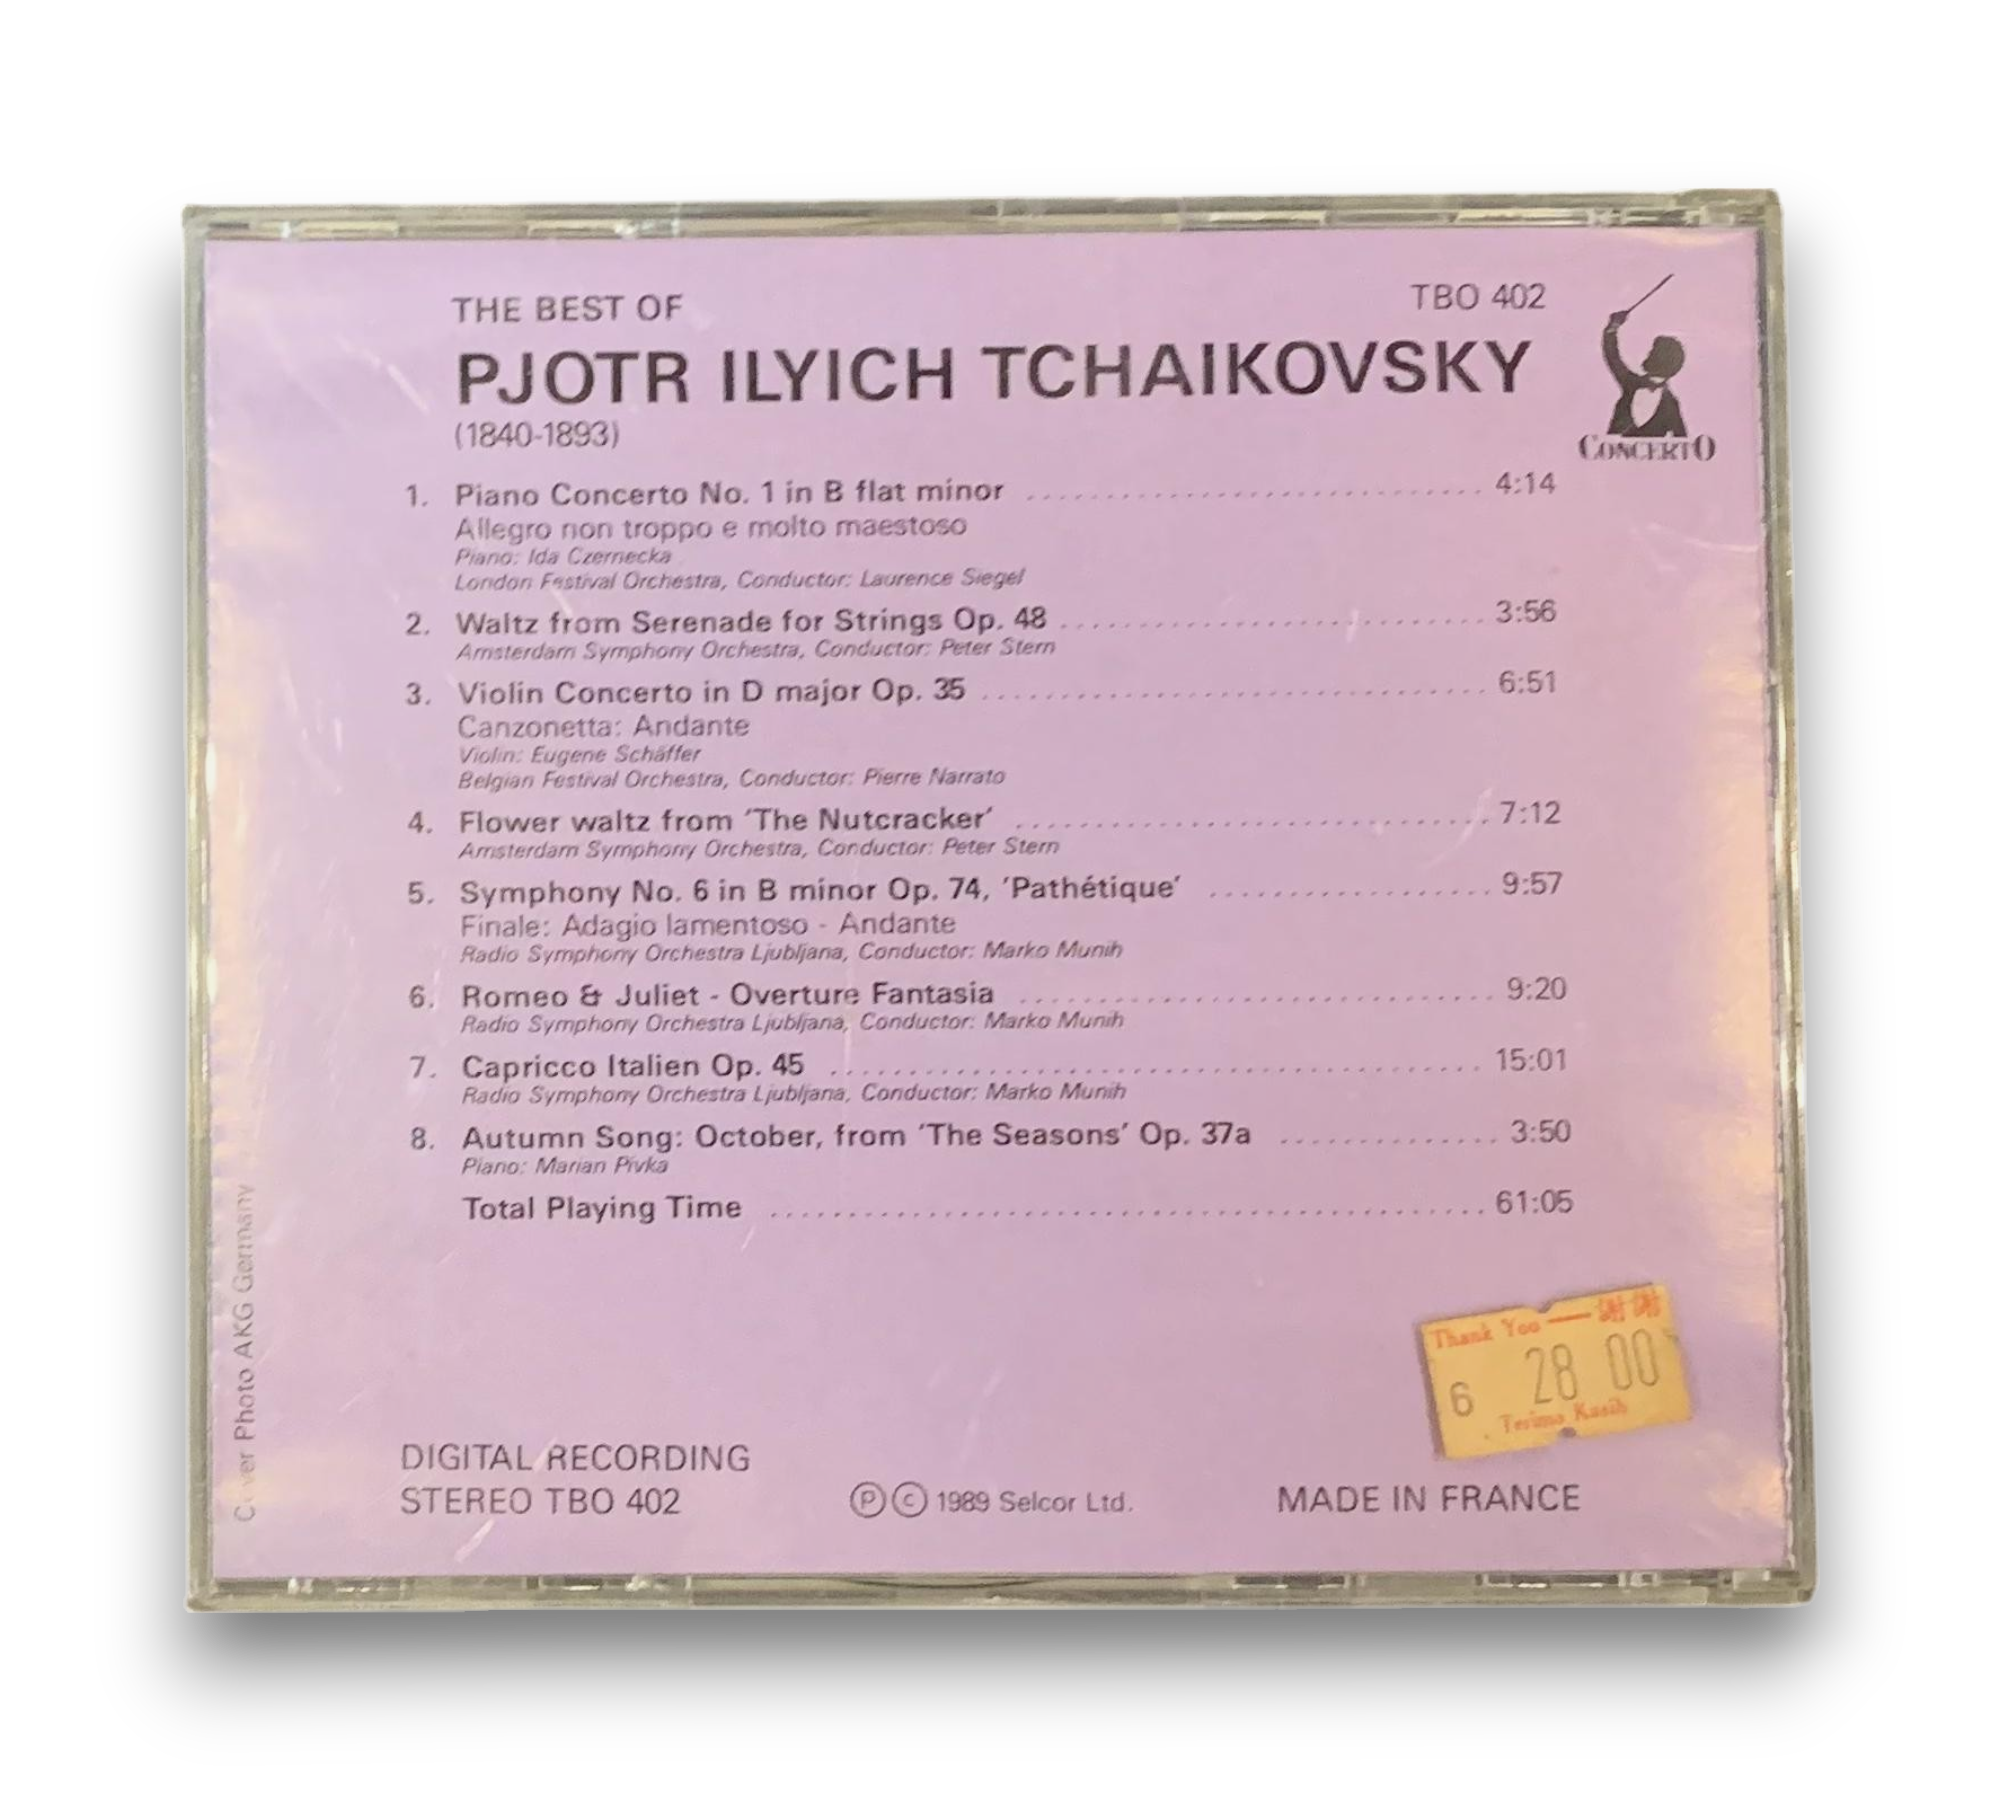 THE BEST OF
TBO 402
PJOTR ILYICH TCHAIKOVSKY
(1840-1893)
CONCERTO
1. Piano Concerto No. 1 in B flat minor 4:14
Allegro non troppo e molto maestoso
Piano: Ida Czernecka
London Festival Orchestra, Conductor: Laurence Siegel
2. Waltz from Serenade for Strings Op. 48 3:56
Amsterdam Symphony Orchestra, Conductor: Peter Stern
3. Violin Concerto in D major Op. 35 6:51
Canzonetta: Andante
Violin: Eugene Schäffer
Belgian Festival Orchestra, Conductor: Pierre Narrato
4. Flower waltz from 'The Nutcracker' 7:12
Amsterdam Symphony Orchestra, Conductor: Peter Stern
5. Symphony No. 6 in B minor Op. 74, 'Pathétique' 9:57
Finale: Adagio lamentoso - Andante
Radio Symphony Orchestra Ljubljana, Conductor: Marko Munih
6. Romeo & Juliet - Overture Fantasia 9:20
Radio Symphony Orchestra Ljubljana, Conductor: Marko Munih
7. Capricco Italien Op. 45 15:01
Radio Symphony Orchestra Ljubljana, Conductor: Marko Munih
8. Autumn Song: October, from 'The Seasons' Op. 37a 3:50
Piano: Marian Pivka
Total Playing Time 61:05
Cover Photo AKG Germany
Thank You — 謝謝
6 28 00
Terima Kasih
DIGITAL RECORDING
STEREO TBO 402
Ⓟ © 1989 Selcor Ltd.
MADE IN FRANCE